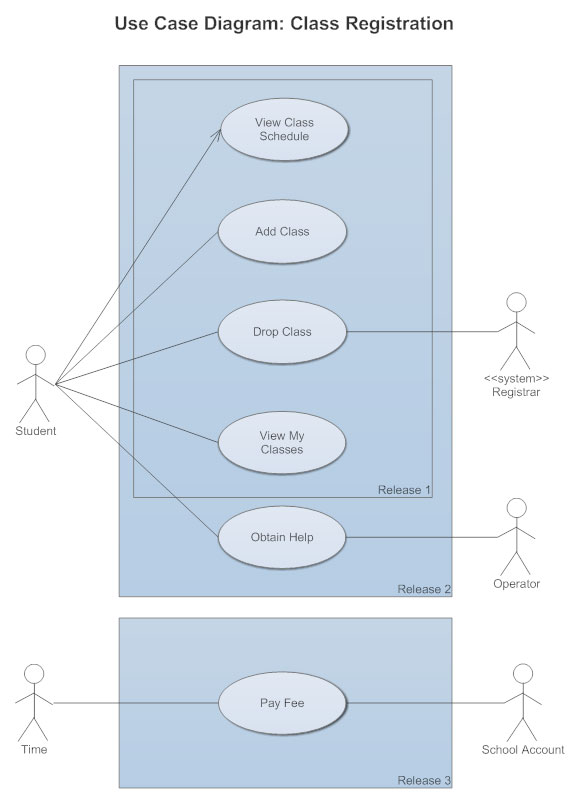 Use Case Diagram: Class Registration
View Class
Schedule
Add Class
Drop Class
<<system>>
Registrar
Student
View My
Classes
Release 1
Obtain Help
Operator
Release 2
Pay Fee
Time
School Account
Release 3